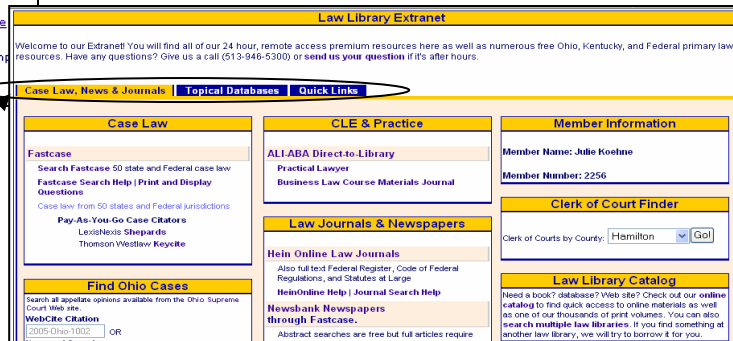 Law Library Extranet
Welcome to our Extranet! You will find all of our 24 hour, remote access premium resources here as well as numerous free Ohio, Kentucky, and Federal primary law
resources. Have any questions? Give us a call (513-946-5300) or send us your question if it's after hours.
Case Law, News & Journals Topical Databases Quick Links
Case Law
Fastcase
Search Fastcase 50 state and Federal case law
Fastcase Search Help | Print and Display
Questions
Case law from 50 states and Federal jurisdictions
Pay-As-You-Go Case Citators
LexisNexis Shepards
Thomson Westlaw Keycite
Find Ohio Cases
Search all appellate opinions available from the Ohio Supreme
Court Web site.
WebCite Citation
2005-Ohio-1002 OR
CLE & Practice
ALI-ABA Direct-to-Library
Practical Lawyer
Business Law Course Materials Journal
Law Journals & Newspapers
Hein Online Law Journals
Also full text Federal Register, Code of Federal
Regulations, and Statutes at Large
HeinOnline Help | Journal Search Help
Newsbank Newspapers
through Fastcase.
Abstract searches are free but full articles require
Member Information
Member Name: Julie Koehne
Member Number: 2256
Clerk of Court Finder
Clerk of Courts by County: Hamilton Go!
Law Library Catalog
Need a book? database? Web site? Check out our online
catalog to find quick access to online materials as well
as one of our thousands of print volumes. You can also
search multiple law libraries. If you find something at
another law library, we will try to borrow it for you.